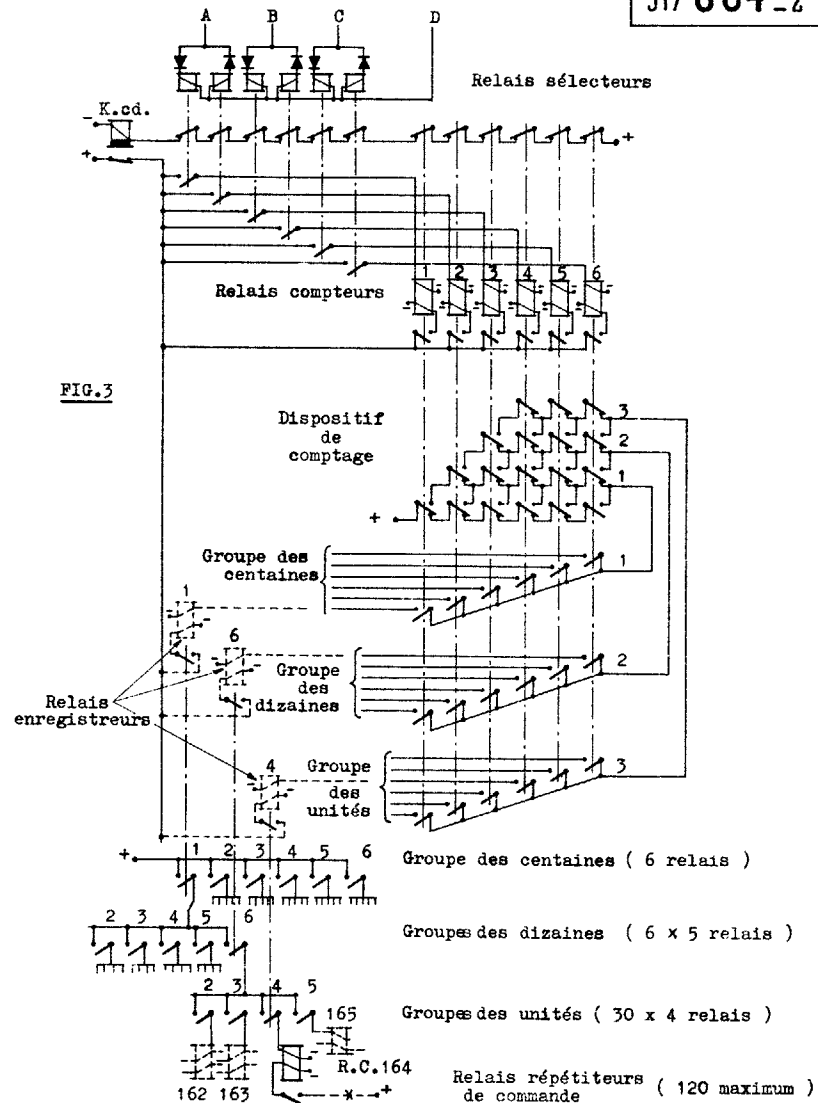 A B C D
Relais sélecteurs
K.cd.
-
+
+
1 2 3 4 5 6
Relais compteurs
FIG.3
Dispositif
de
comptage
3
2
1
+
Groupe des
centaines
1
1
6
Groupe
des
dizaines
2
Relais
enregistreurs
4
Groupe
des
unités
3
+
1 2 3 4 5 6
Groupe des centaines ( 6 relais )
2 3 4 5 6
Groupes des dizaines ( 6 x 5 relais )
2 3 4 5
Groupes des unités ( 30 x 4 relais )
165
R.C.164
162 163
x
+
Relais répétiteurs
de commande ( 120 maximum )